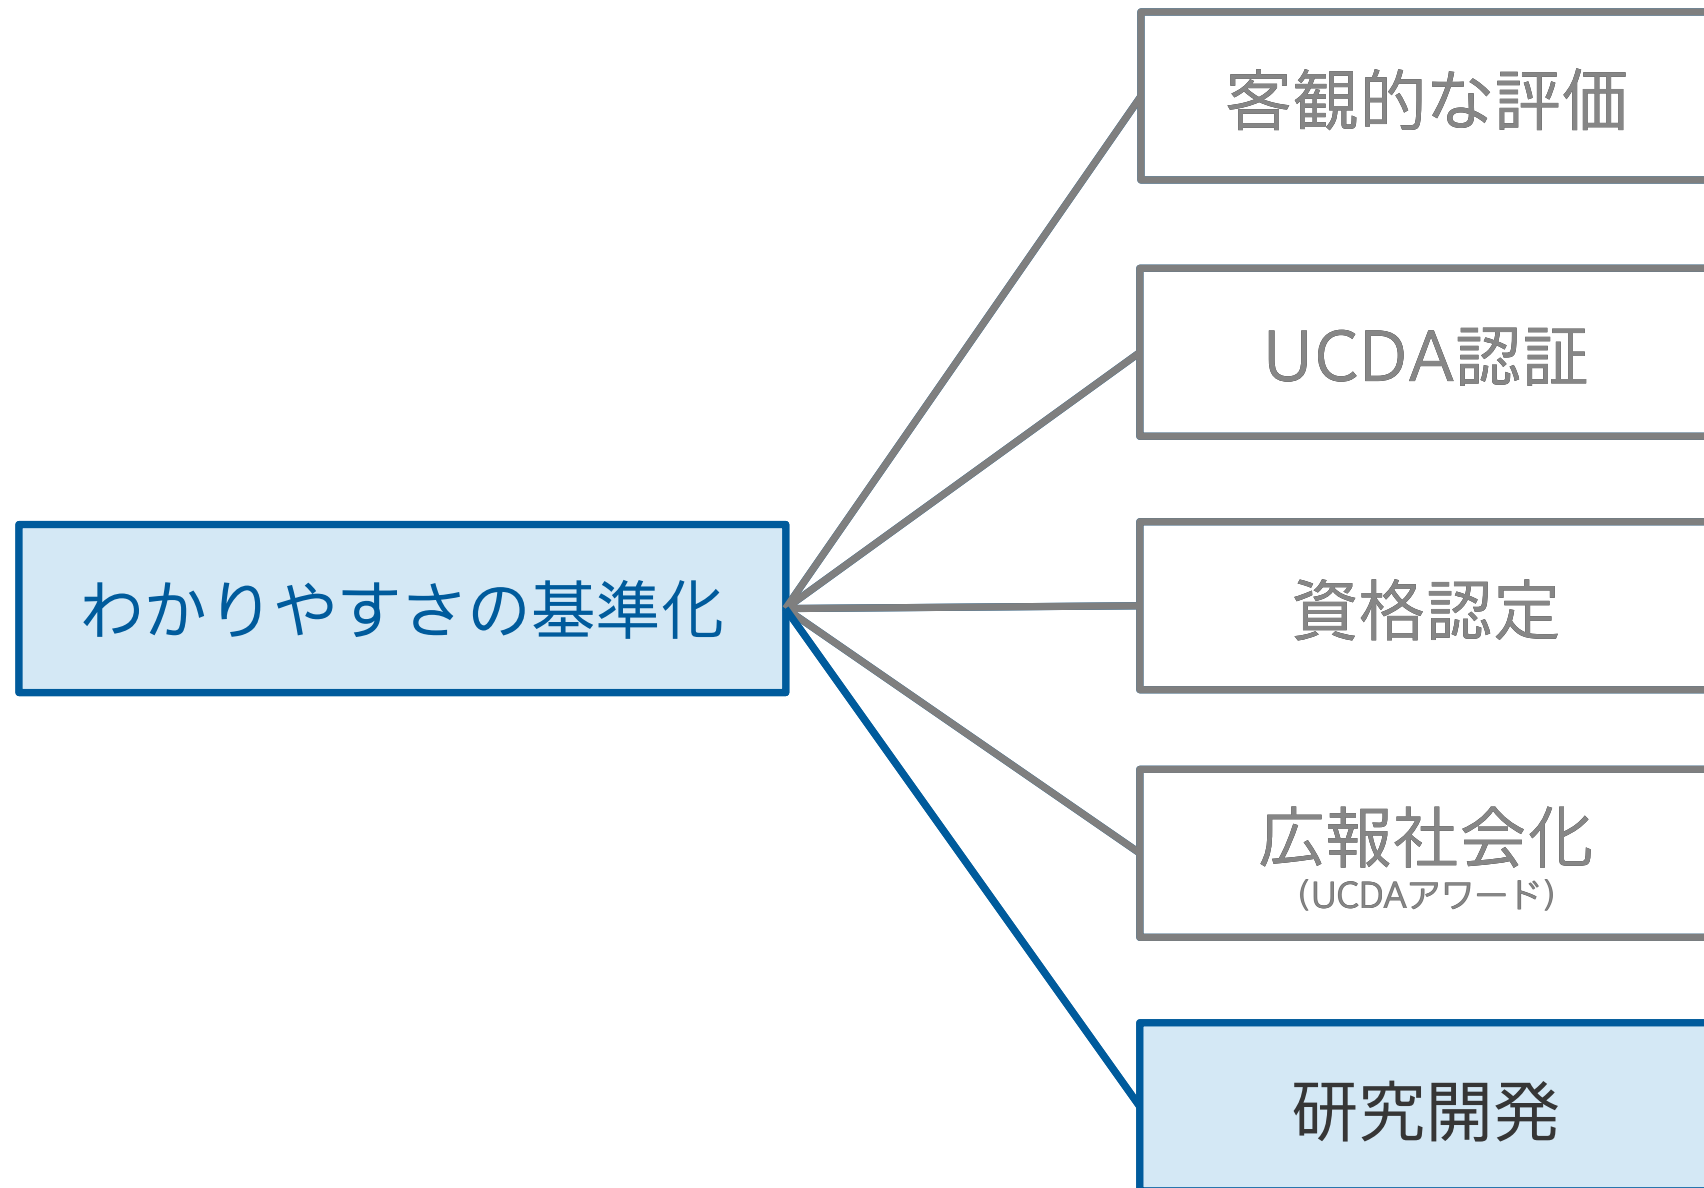 客観的な評価
UCDA認証
わかりやすさの基準化
資格認定
広報社会化
(UCDAアワード)
研究開発